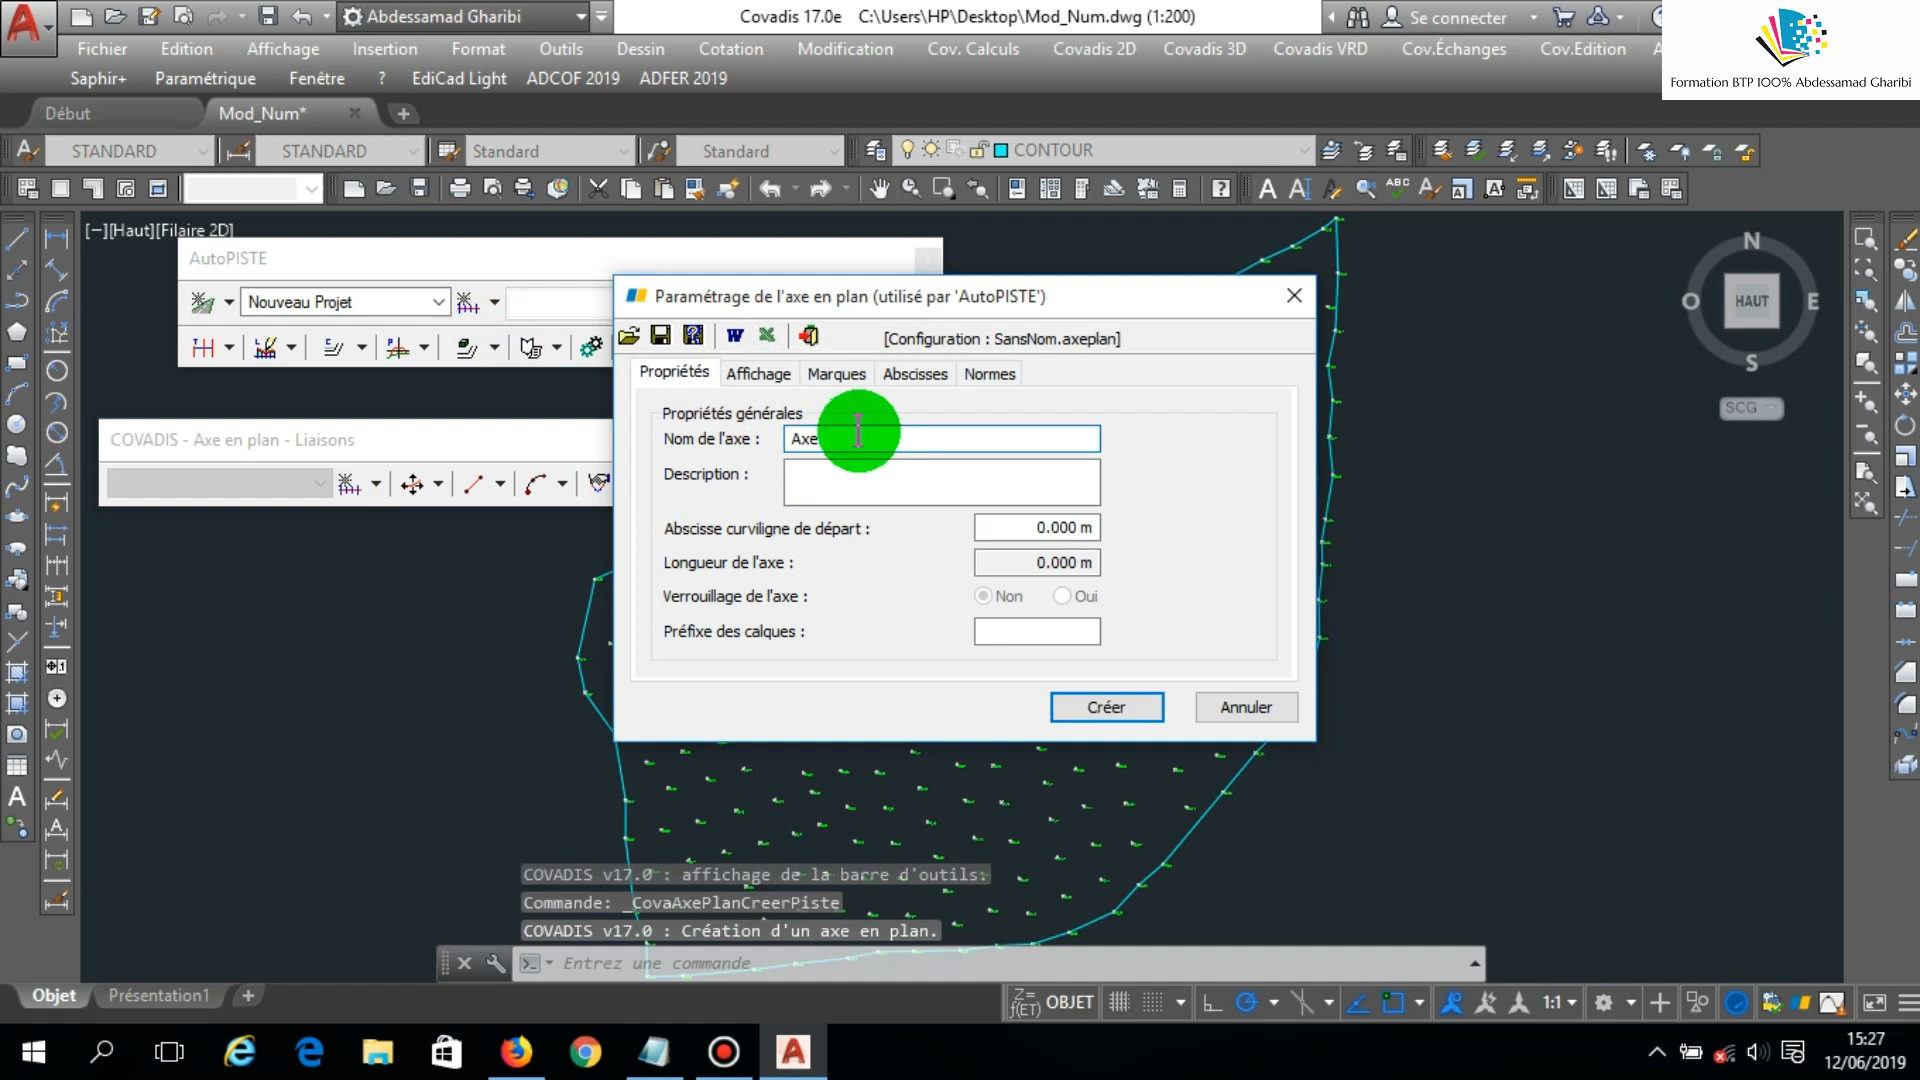 Abdessamad Gharibi
Covadis 17.0e C:\Users\HP\Desktop\Mod_Num.dwg (1:200)
Se connecter
Fichier Edition Affichage Insertion Format Outils Dessin Cotation Modification Cov. Calculs Covadis 2D Covadis 3D Covadis VRD Cov.Échanges Cov.Edition
Saphir+ Paramétrique Fenêtre ? EdiCad Light ADCOF 2019 ADFER 2019
Formation BTP 100% Abdessamad Gharibi
Début Mod_Num*
STANDARD STANDARD Standard Standard CONTOUR
[−][Haut][Filaire 2D]
AutoPISTE
Nouveau Projet
COVADIS - Axe en plan - Liaisons
Paramétrage de l'axe en plan (utilisé par 'AutoPISTE')
[Configuration : SansNom.axeplan]
Propriétés Affichage Marques Abscisses Normes
Propriétés générales
Nom de l'axe : Axe
Description :
Abscisse curviligne de départ : 0.000 m
Longueur de l'axe : 0.000 m
Verrouillage de l'axe : Non Oui
Préfixe des calques :
Créer Annuler
N
O HAUT E
S
SCG
COVADIS v17.0 : affichage de la barre d'outils.
Commande: _CovaAxePlanCreerPiste
COVADIS v17.0 : Création d'un axe en plan.
Entrez une commande
Objet Présentation1
OBJET 1:1
15:27
12/06/2019